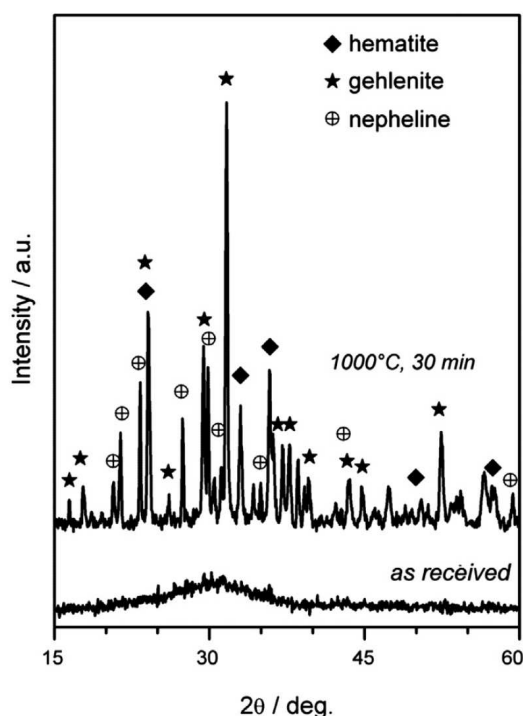 hematite
gehlenite
nepheline
Intensity / a.u.
1000°C, 30 min
as received
15 30 45 60
2θ / deg.